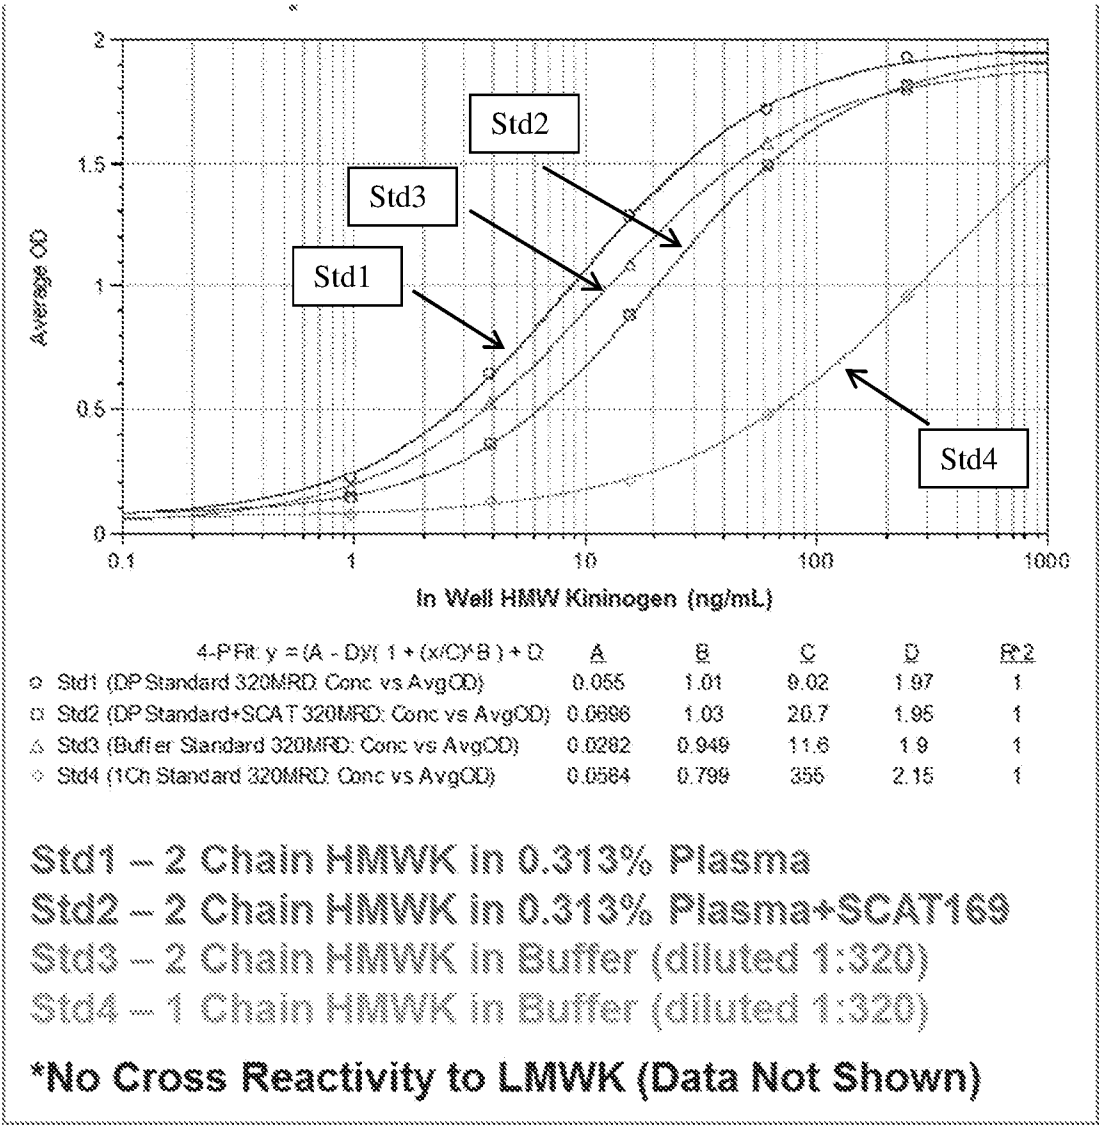 2
Std2
1.5
Std3
Std1
1
Average OD
0.5
Std4
0
0.1 1 10 100 1000
In Well HMW Kininogen (ng/mL)
4-P Fit: y = (A - D)/( 1 + (x/C)^B ) + D: A B C D R^2
Std1 (DP Standard 320MRD: Conc vs AvgOD) 0.055 1.01 9.02 1.97 1
Std2 (DP Standard+SCAT 320MRD: Conc vs AvgOD) 0.0696 1.03 20.7 1.95 1
Std3 (Buffer Standard 320MRD: Conc vs AvgOD) 0.0282 0.949 11.6 1.9 1
Std4 (1Ch Standard 320MRD: Conc vs AvgOD) 0.0584 0.799 355 2.15 1
Std1 – 2 Chain HMWK in 0.313% Plasma
Std2 – 2 Chain HMWK in 0.313% Plasma+SCAT169
Std3 – 2 Chain HMWK in Buffer (diluted 1:320)
Std4 – 1 Chain HMWK in Buffer (diluted 1:320)
*No Cross Reactivity to LMWK (Data Not Shown)